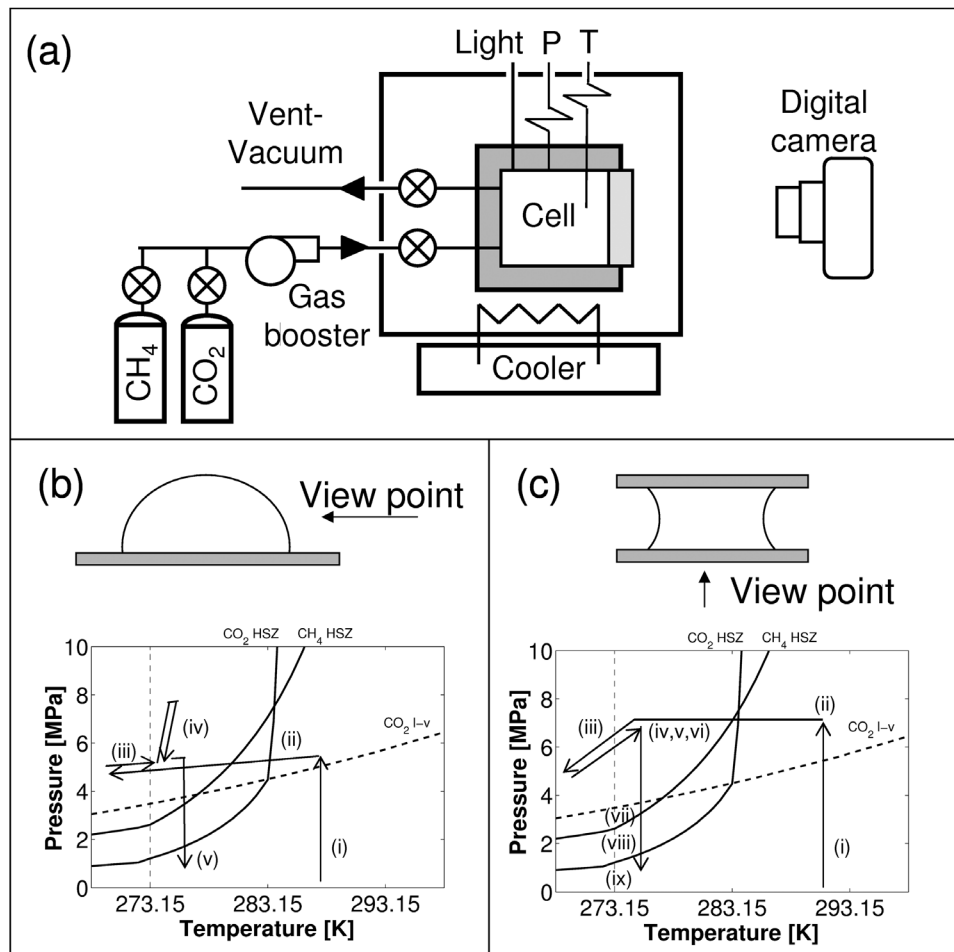 (a)
Light P T
Vent-
Vacuum
Digital
camera
Cell
Gas
booster
CH4
CO2
Cooler
(b)
View point
CO2 HSZ CH4 HSZ
10
8
6
4
2
0
Pressure [MPa]
(iv)
(iii)
(ii)
CO2 l-v
(v)
(i)
273.15 283.15 293.15
Temperature [K]
(c)
View point
CO2 HSZ CH4 HSZ
10
8
6
4
2
0
Pressure [MPa]
(ii)
(iii)
(iv,v,vi)
CO2 l-v
(vii)
(viii)
(i)
(ix)
273.15 283.15 293.15
Temperature [K]